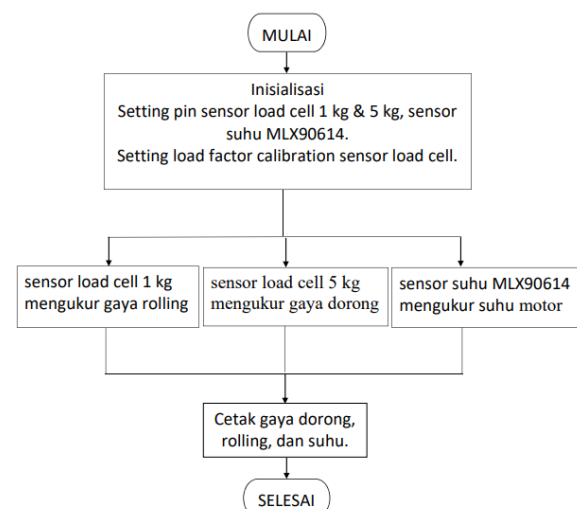 MULAI
Inisialisasi
Setting pin sensor load cell 1 kg & 5 kg, sensor
suhu MLX90614.
Setting load factor calibration sensor load cell.
sensor load cell 1 kg
mengukur gaya rolling
sensor load cell 5 kg
mengukur gaya dorong
sensor suhu MLX90614
mengukur suhu motor
Cetak gaya dorong,
rolling, dan suhu.
SELESAI